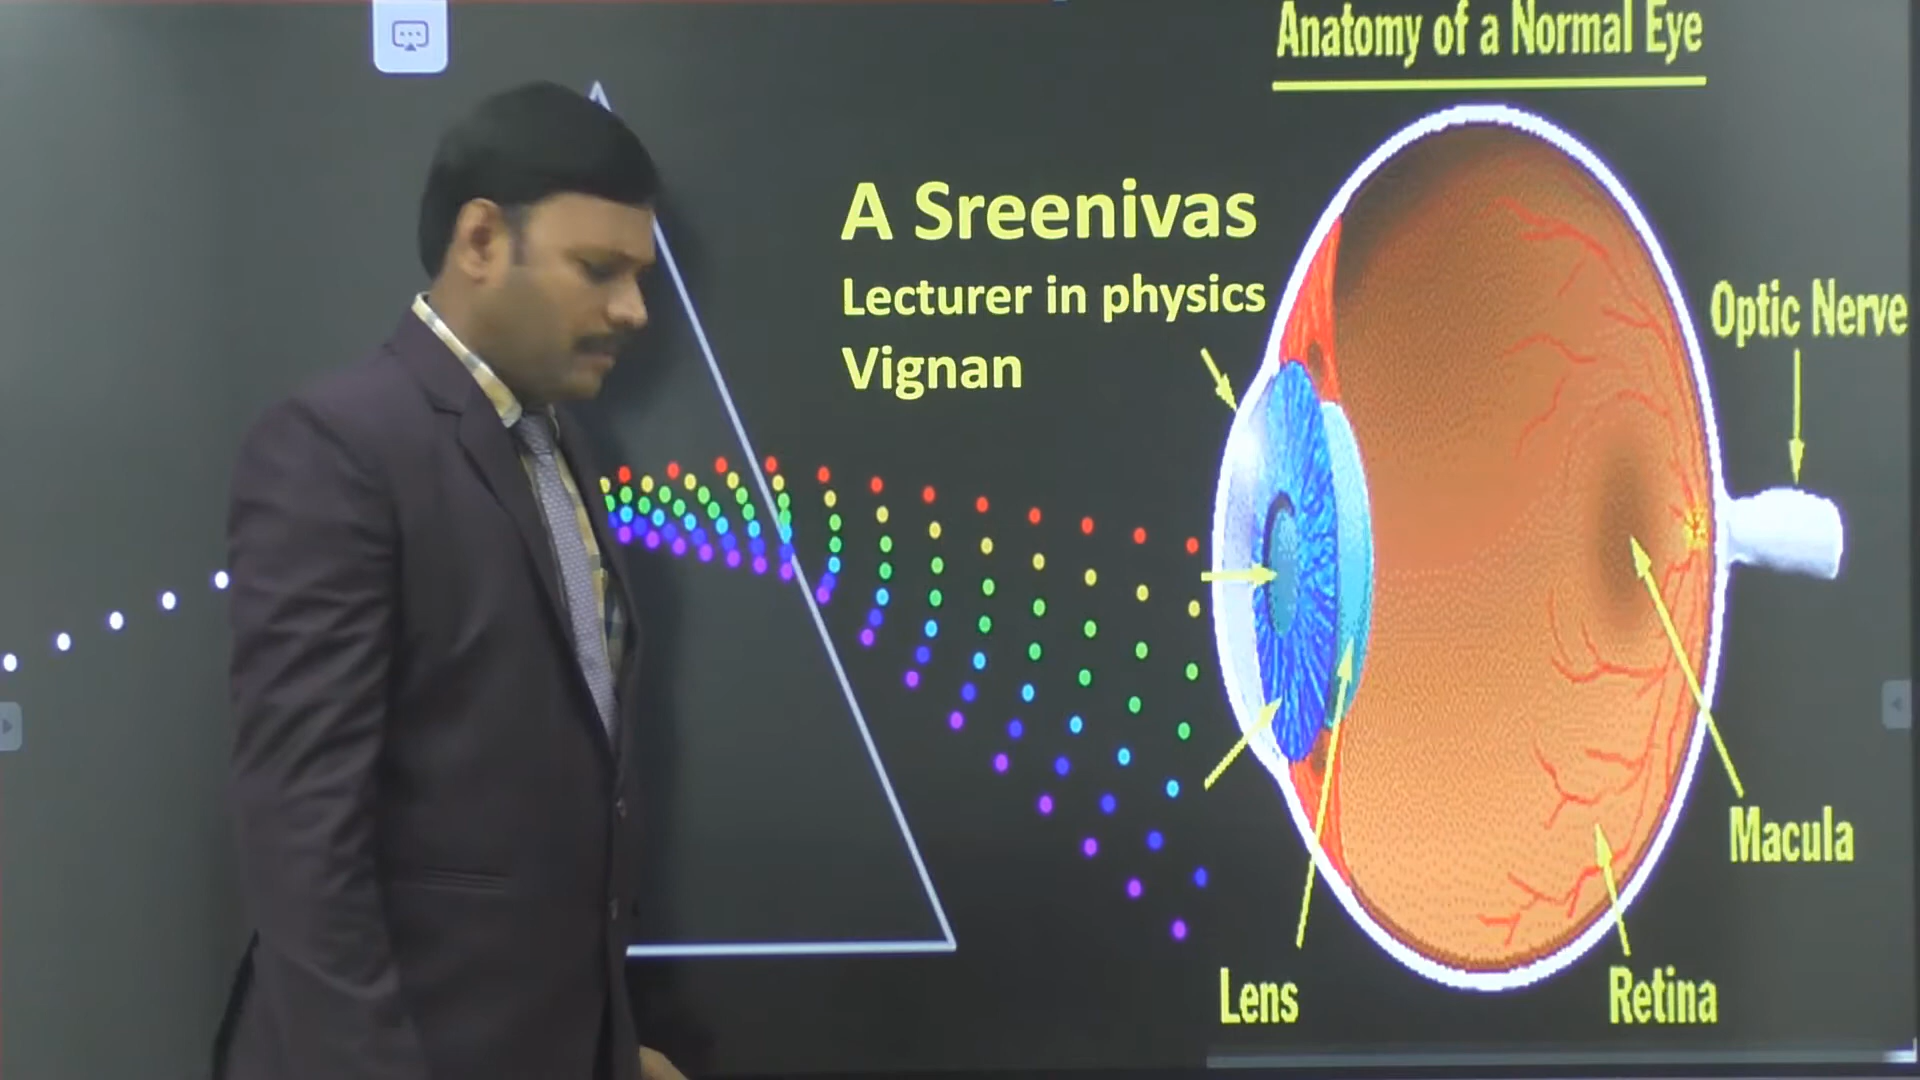 Anatomy of a Normal Eye
A Sreenivas
Lecturer in physics
Vignan
Optic Nerve
Macula
Lens
Retina